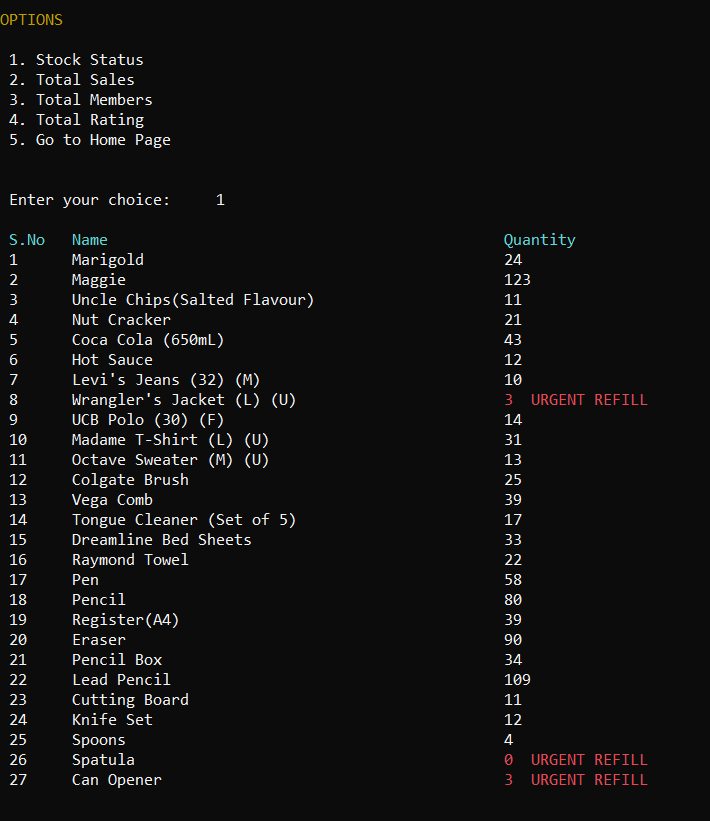 OPTIONS
1. Stock Status
2. Total Sales
3. Total Members
4. Total Rating
5. Go to Home Page
Enter your choice: 1
S.No Name Quantity
1 Marigold 24
2 Maggie 123
3 Uncle Chips(Salted Flavour) 11
4 Nut Cracker 21
5 Coca Cola (650mL) 43
6 Hot Sauce 12
7 Levi's Jeans (32) (M) 10
8 Wrangler's Jacket (L) (U) 3 URGENT REFILL
9 UCB Polo (30) (F) 14
10 Madame T-Shirt (L) (U) 31
11 Octave Sweater (M) (U) 13
12 Colgate Brush 25
13 Vega Comb 39
14 Tongue Cleaner (Set of 5) 17
15 Dreamline Bed Sheets 33
16 Raymond Towel 22
17 Pen 58
18 Pencil 80
19 Register(A4) 39
20 Eraser 90
21 Pencil Box 34
22 Lead Pencil 109
23 Cutting Board 11
24 Knife Set 12
25 Spoons 4
26 Spatula 0 URGENT REFILL
27 Can Opener 3 URGENT REFILL